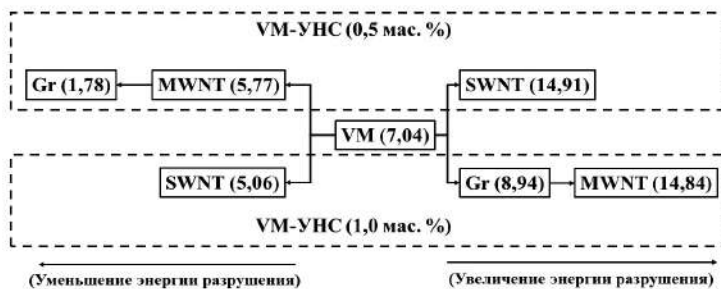 VM-УНС (0,5 мас. %)
Gr (1,78)
MWNT (5,77)
SWNT (14,91)
VM (7,04)
SWNT (5,06)
Gr (8,94)
MWNT (14,84)
VM-УНС (1,0 мас. %)
(Уменьшение энергии разрушения)
(Увеличение энергии разрушения)